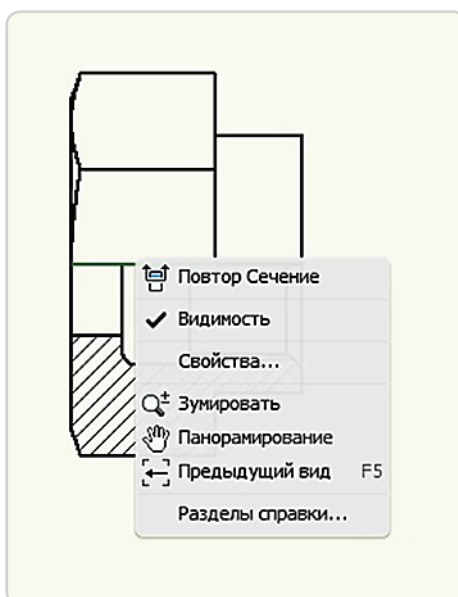 Повтор Сечение
Видимость
Свойства...
Зумировать
Панорамирование
Предыдущий вид F5
Разделы справки...